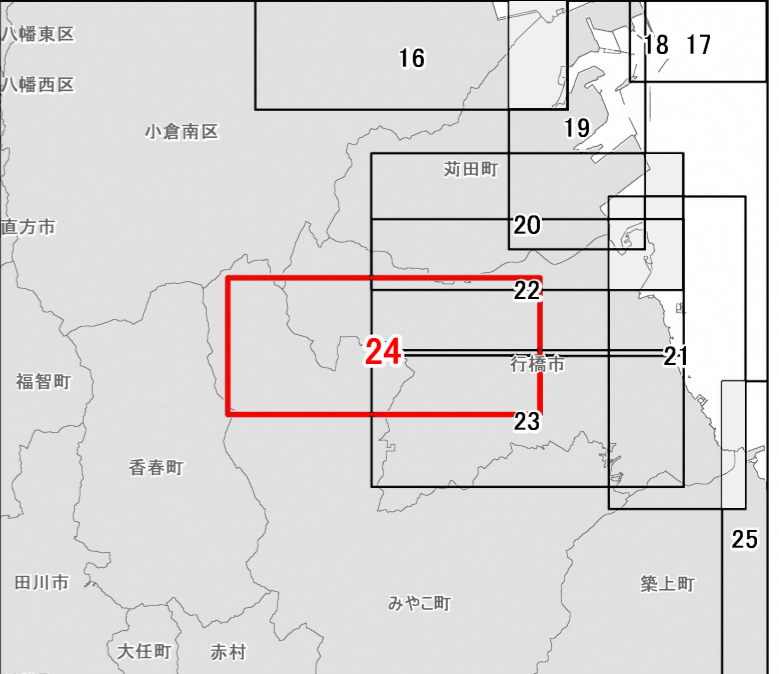 八幡東区
18 17
16
八幡西区
小倉南区
19
苅田町
直方市
20
22
24
21
行橋市
福智町
23
香春町
25
田川市
みやこ町
築上町
大任町
赤村